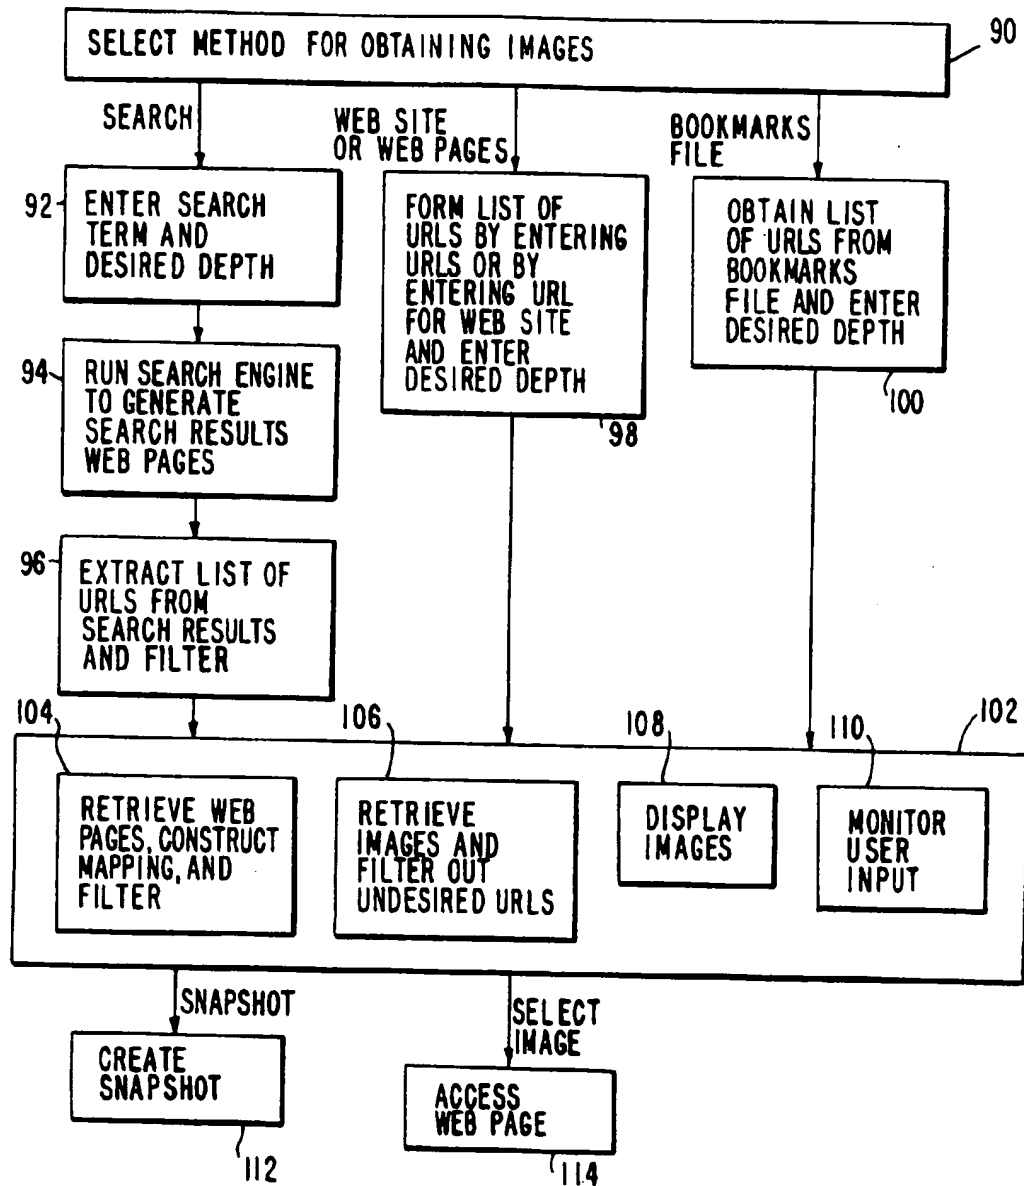 SELECT METHOD FOR OBTAINING IMAGES
90
SEARCH
WEB SITE
OR WEB PAGES
BOOKMARKS
FILE
92
ENTER SEARCH
TERM AND
DESIRED DEPTH
FORM LIST OF
URLS BY ENTERING
URLS OR BY
ENTERING URL
FOR WEB SITE
AND ENTER
DESIRED DEPTH
98
OBTAIN LIST
OF URLS FROM
BOOKMARKS
FILE AND ENTER
DESIRED DEPTH
100
94
RUN SEARCH ENGINE
TO GENERATE
SEARCH RESULTS
WEB PAGES
96
EXTRACT LIST OF
URLS FROM
SEARCH RESULTS
AND FILTER
104
106
108
110
102
RETRIEVE WEB
PAGES, CONSTRUCT
MAPPING, AND
FILTER
RETRIEVE
IMAGES AND
FILTER OUT
UNDESIRED URLS
DISPLAY
IMAGES
MONITOR
USER
INPUT
SNAPSHOT
SELECT
IMAGE
CREATE
SNAPSHOT
112
ACCESS
WEB PAGE
114